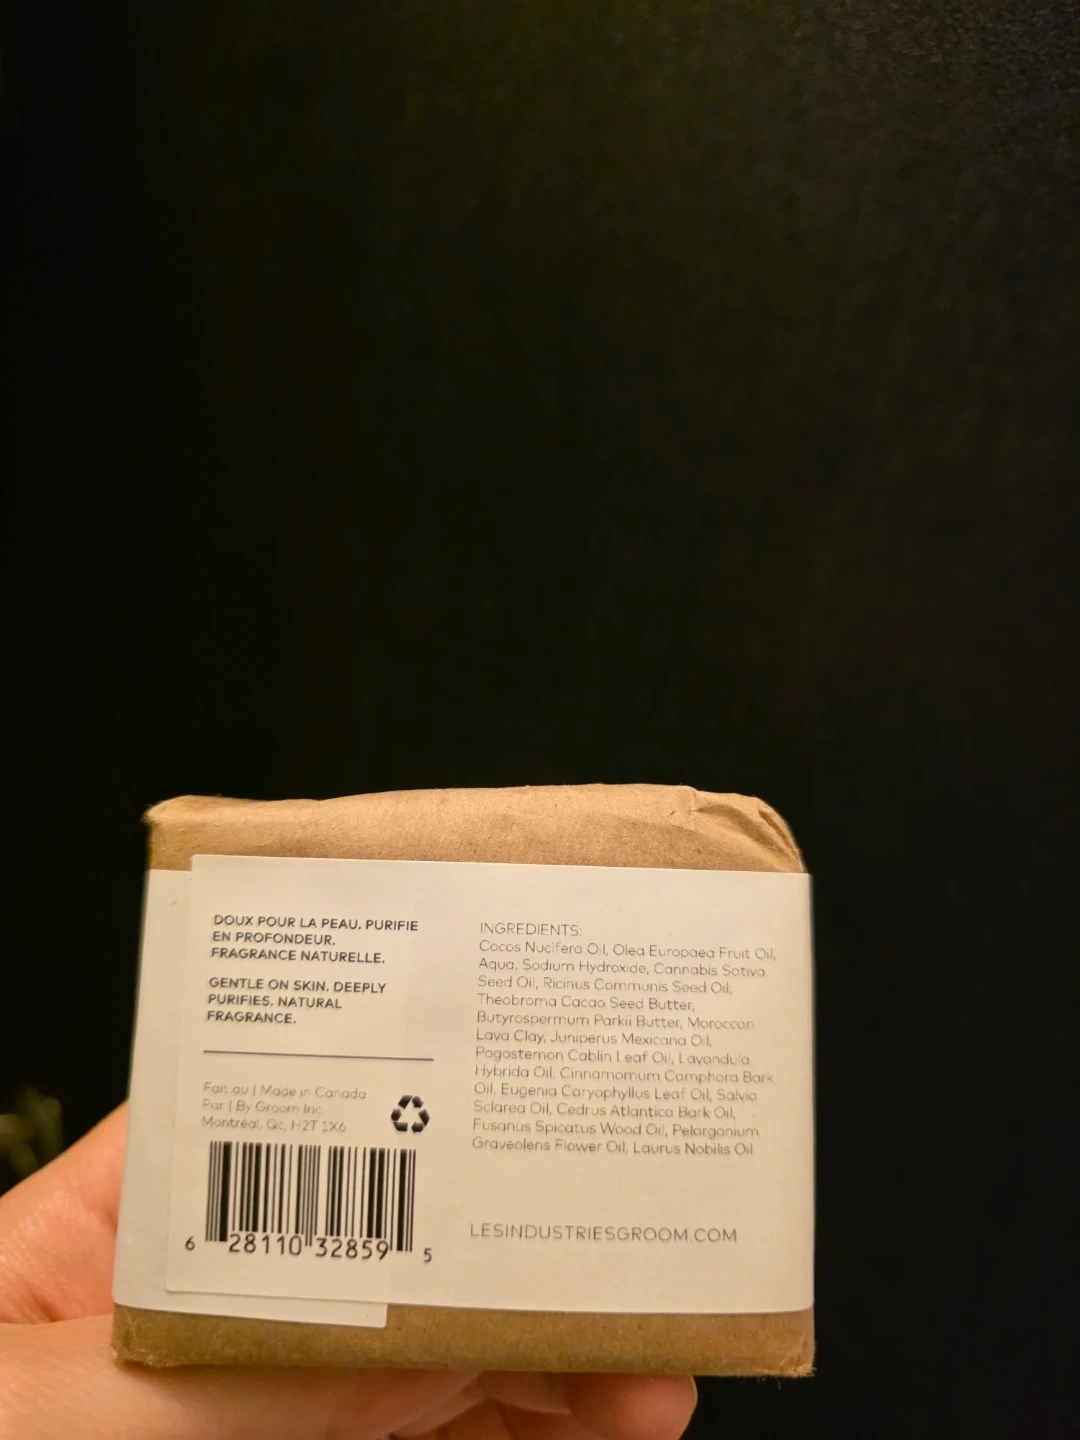 DOUX POUR LA PEAU. PURIFIE
EN PROFONDEUR.
FRAGRANCE NATURELLE.
GENTLE ON SKIN. DEEPLY
PURIFIES. NATURAL
FRAGRANCE.
Fait au | Made in Canada
Par | By Groom Inc.
Montréal, Qc, H2T 1X6
6 28110 32859 5
INGREDIENTS:
Cocos Nucifera Oil, Olea Europaea Fruit Oil,
Aqua, Sodium Hydroxide, Cannabis Sativa
Seed Oil, Ricinus Communis Seed Oil,
Theobroma Cacao Seed Butter,
Butyrospermum Parkii Butter, Moroccan
Lava Clay, Juniperus Mexicana Oil,
Pogostemon Cablin Leaf Oil, Lavandula
Hybrida Oil, Cinnamomum Camphora Bark
Oil, Eugenia Caryophyllus Leaf Oil, Salvia
Sclarea Oil, Cedrus Atlantica Bark Oil,
Fusanus Spicatus Wood Oil, Pelargonium
Graveolens Flower Oil, Laurus Nobilis Oil
LESINDUSTRIESGROOM.COM